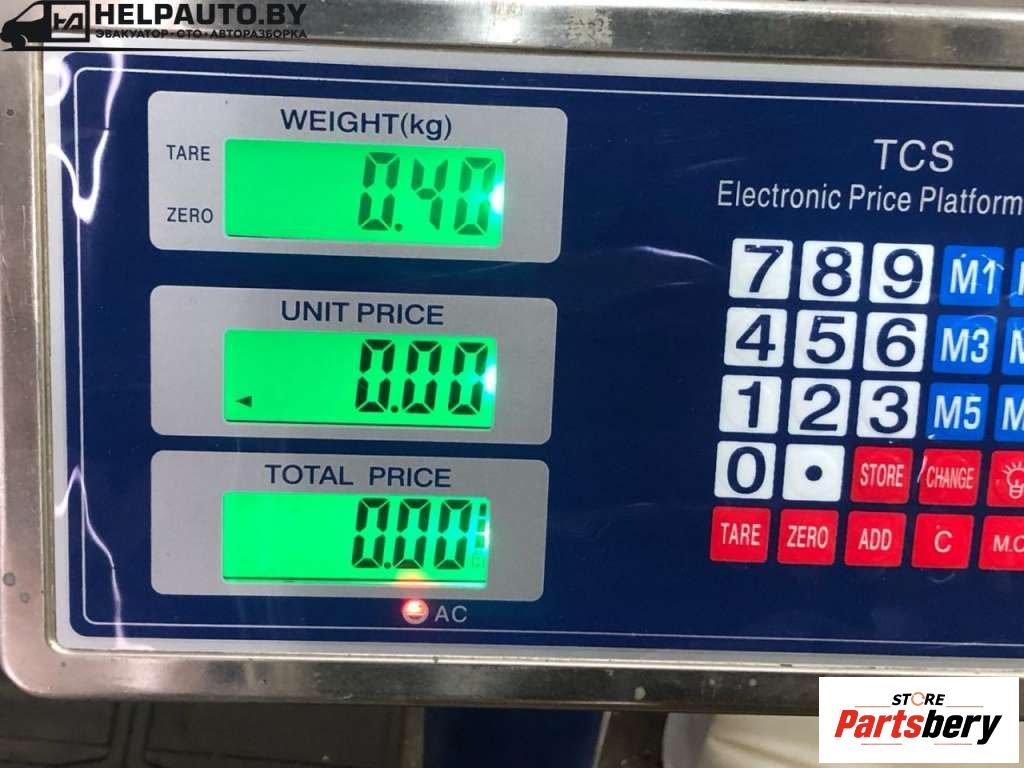 HELPAUTO.BY
ЭВАКУАТОР·СТО·АВТОРАЗБОРКА
WEIGHT(kg)
TARE
ZERO
0.40
UNIT PRICE
0.00
TOTAL PRICE
0.00
AC
TCS
Electronic Price Platform
7 8 9 M1
4 5 6 M3
1 2 3 M5
0 . STORE CHANGE
TARE ZERO ADD C M.C
STORE
Partsbery